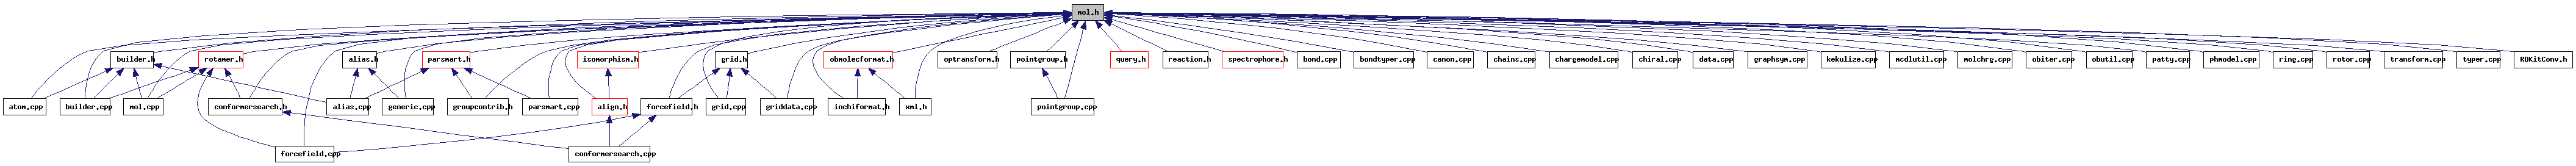 mol.h
builder.h
rotamer.h
alias.h
parsmart.h
isomorphism.h
grid.h
obmolecformat.h
optransform.h
pointgroup.h
query.h
reaction.h
spectrophore.h
bond.cpp
bondtyper.cpp
canon.cpp
chains.cpp
chargemodel.cpp
chiral.cpp
data.cpp
graphsym.cpp
kekulize.cpp
mcdlutil.cpp
molchrg.cpp
obiter.cpp
obutil.cpp
patty.cpp
phmodel.cpp
ring.cpp
rotor.cpp
transform.cpp
typer.cpp
RDKitConv.h
atom.cpp
builder.cpp
mol.cpp
conformersearch.h
alias.cpp
generic.cpp
groupcontrib.h
parsmart.cpp
align.h
forcefield.h
grid.cpp
griddata.cpp
inchiformat.h
xml.h
pointgroup.cpp
forcefield.cpp
conformersearch.cpp